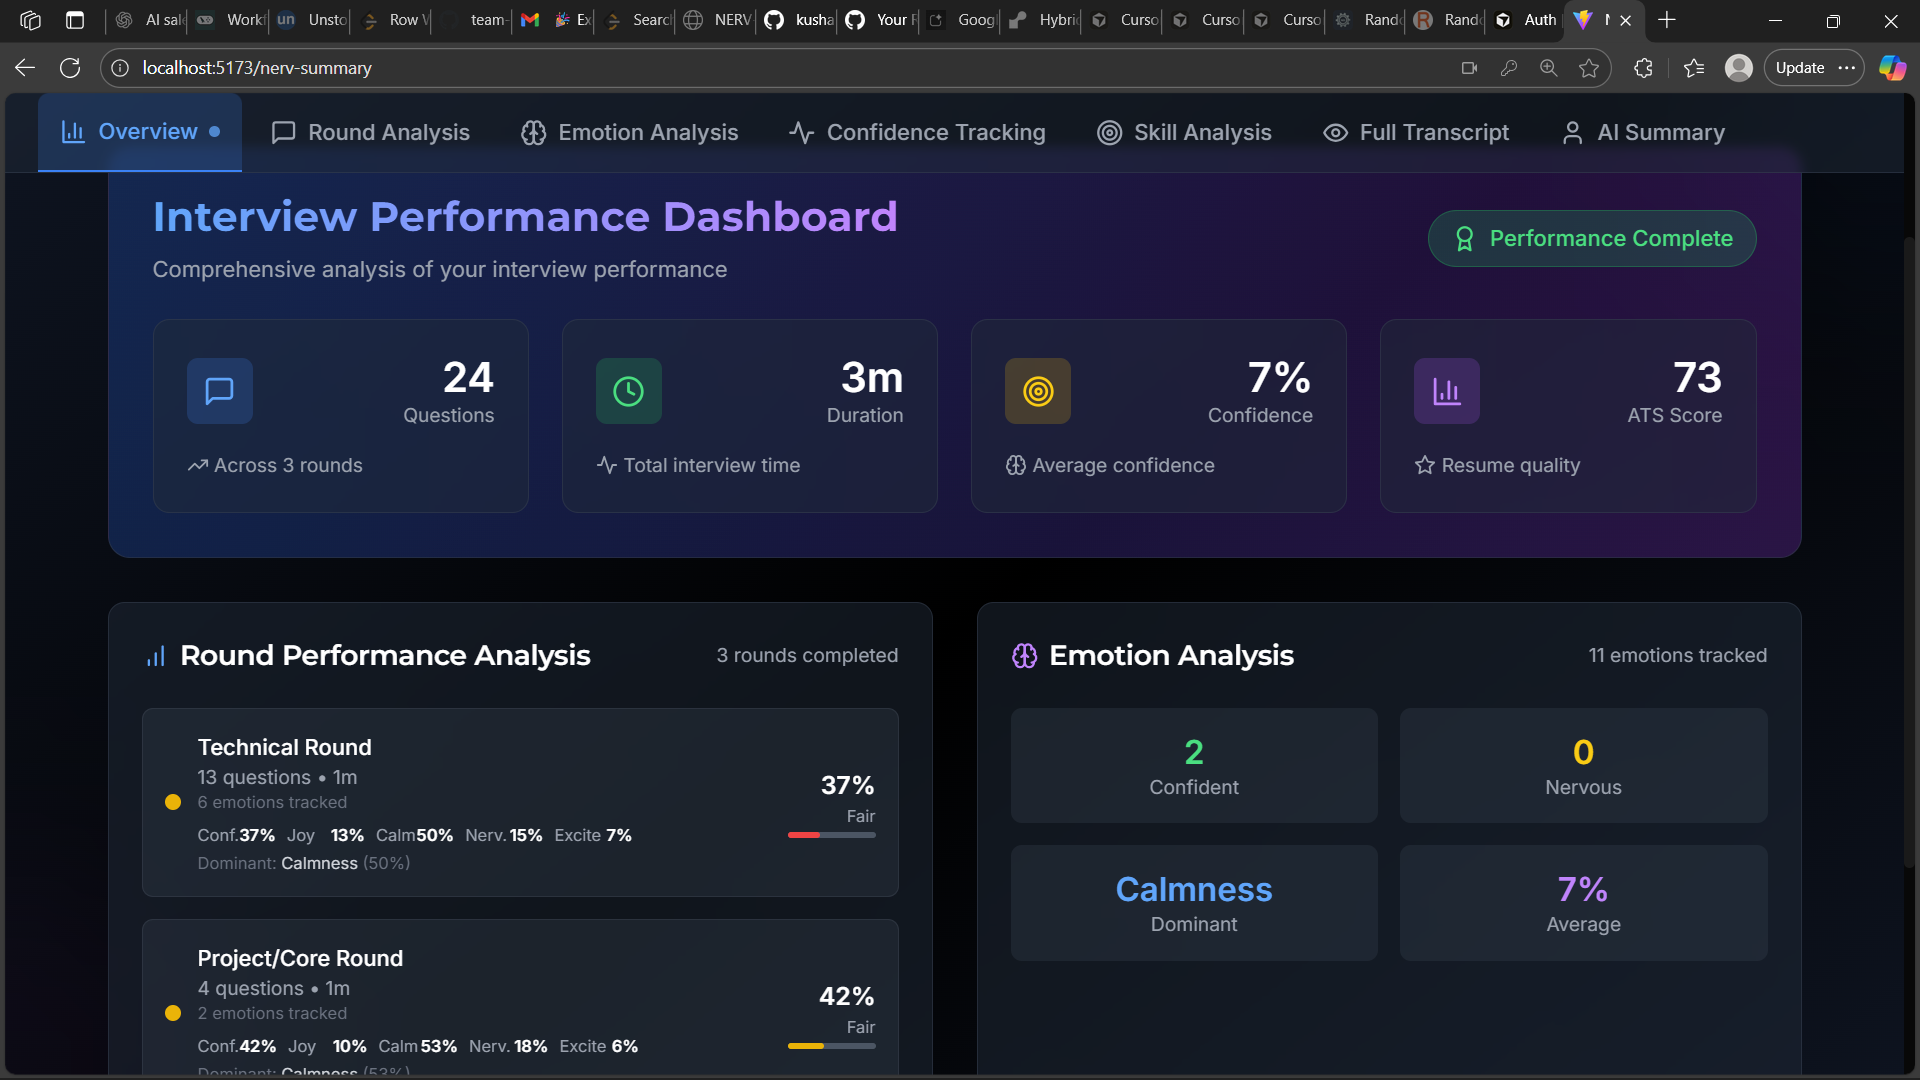 AI sale
Work
un Unsto
Row
team-
Ex
Searc
NERV
kusha
Your
Goog
Hybri
Curso
Curso
Curso
Rand
R Rand
Auth
localhost:5173/nerv-summary
Update
Overview
Round Analysis
Emotion Analysis
Confidence Tracking
Skill Analysis
Full Transcript
AI Summary
Interview Performance Dashboard
Comprehensive analysis of your interview performance
Performance Complete
24
Questions
Across 3 rounds
3m
Duration
Total interview time
7%
Confidence
Average confidence
73
ATS Score
Resume quality
Round Performance Analysis
3 rounds completed
Technical Round
13 questions • 1m
6 emotions tracked
Conf.37% Joy 13% Calm50% Nerv.15% Excite 7%
Dominant: Calmness (50%)
37%
Fair
Project/Core Round
4 questions • 1m
2 emotions tracked
Conf.42% Joy 10% Calm53% Nerv.18% Excite 6%
Dominant: Calmness (53%)
42%
Fair
Emotion Analysis
11 emotions tracked
2
Confident
0
Nervous
Calmness
Dominant
7%
Average